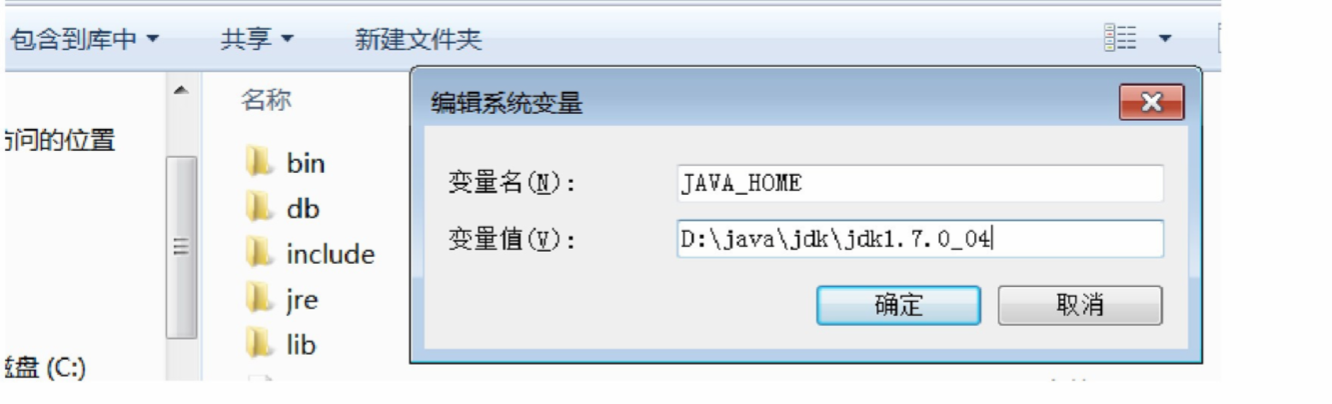 包含到库中 共享 新建文件夹
名称
编辑系统变量
访问的位置
bin
变量名(N): JAVA_HOME
db
变量值(V): D:\java\jdk\jdk1.7.0_04
include
jre
确定 取消
lib
磁盘 (C:)